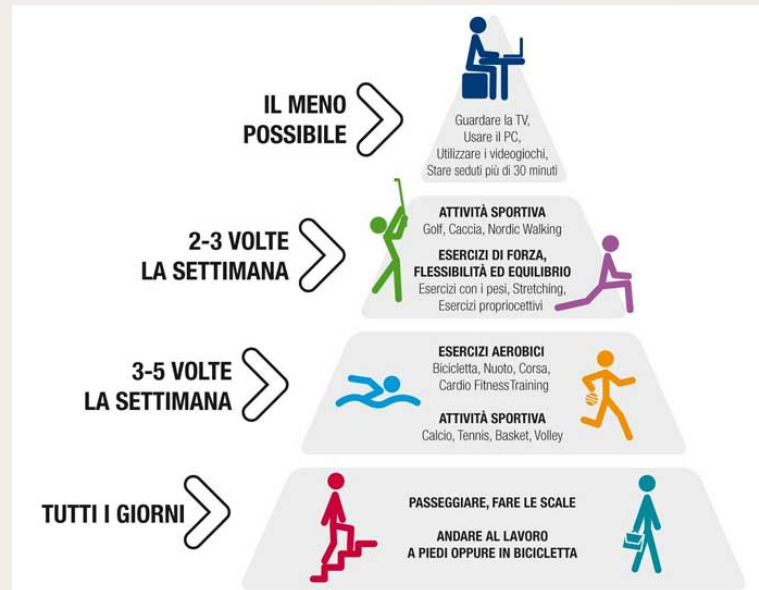 IL MENO
POSSIBILE
Guardare la TV,
Usare il PC,
Utilizzare i videogiochi,
Stare seduti più di 30 minuti
2-3 VOLTE
LA SETTIMANA
ATTIVITÀ SPORTIVA
Golf, Caccia, Nordic Walking
ESERCIZI DI FORZA,
FLESSIBILITÀ ED EQUILIBRIO
Esercizi con i pesi, Stretching,
Esercizi propriocettivi
3-5 VOLTE
LA SETTIMANA
ESERCIZI AEROBICI
Bicicletta, Nuoto, Corsa,
Cardio FitnessTraining
ATTIVITÀ SPORTIVA
Calcio, Tennis, Basket, Volley
TUTTI I GIORNI
PASSEGGIARE, FARE LE SCALE
ANDARE AL LAVORO
A PIEDI OPPURE IN BICICLETTA